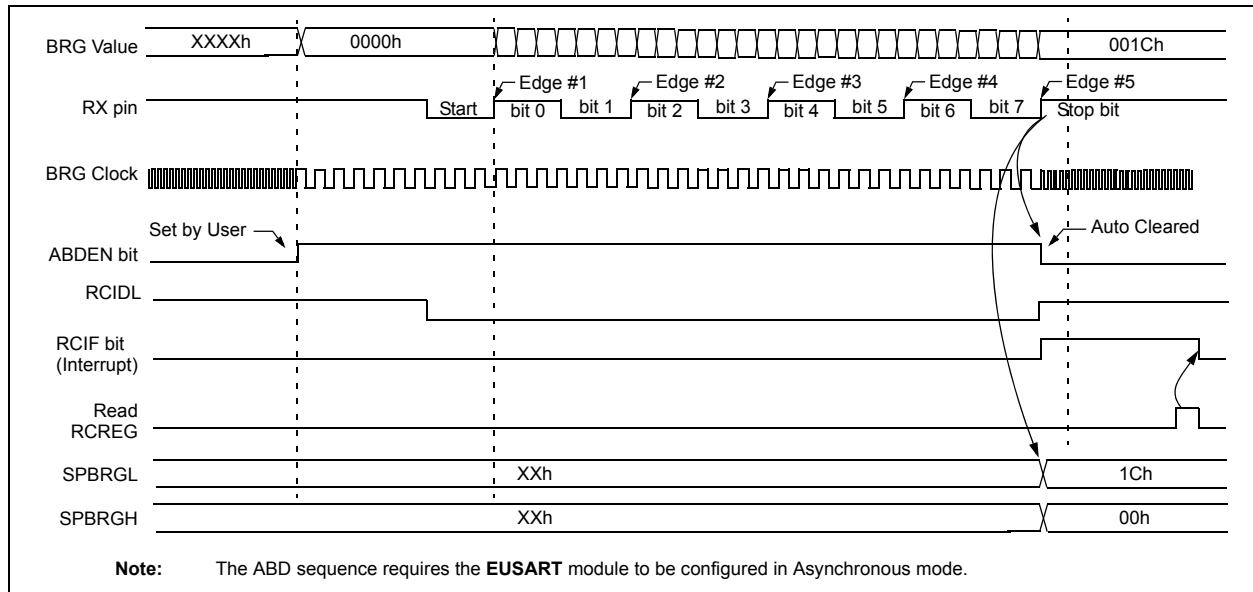 BRG Value XXXXh 0000h 001Ch
Edge #1 Edge #2 Edge #3 Edge #4 Edge #5
RX pin Start bit 0 bit 1 bit 2 bit 3 bit 4 bit 5 bit 6 bit 7 Stop bit
BRG Clock
Set by User Auto Cleared
ABDEN bit
RCIDL
RCIF bit
(Interrupt)
Read
RCREG
SPBRGL XXh 1Ch
SPBRGH XXh 00h
Note: The ABD sequence requires the EUSART module to be configured in Asynchronous mode.